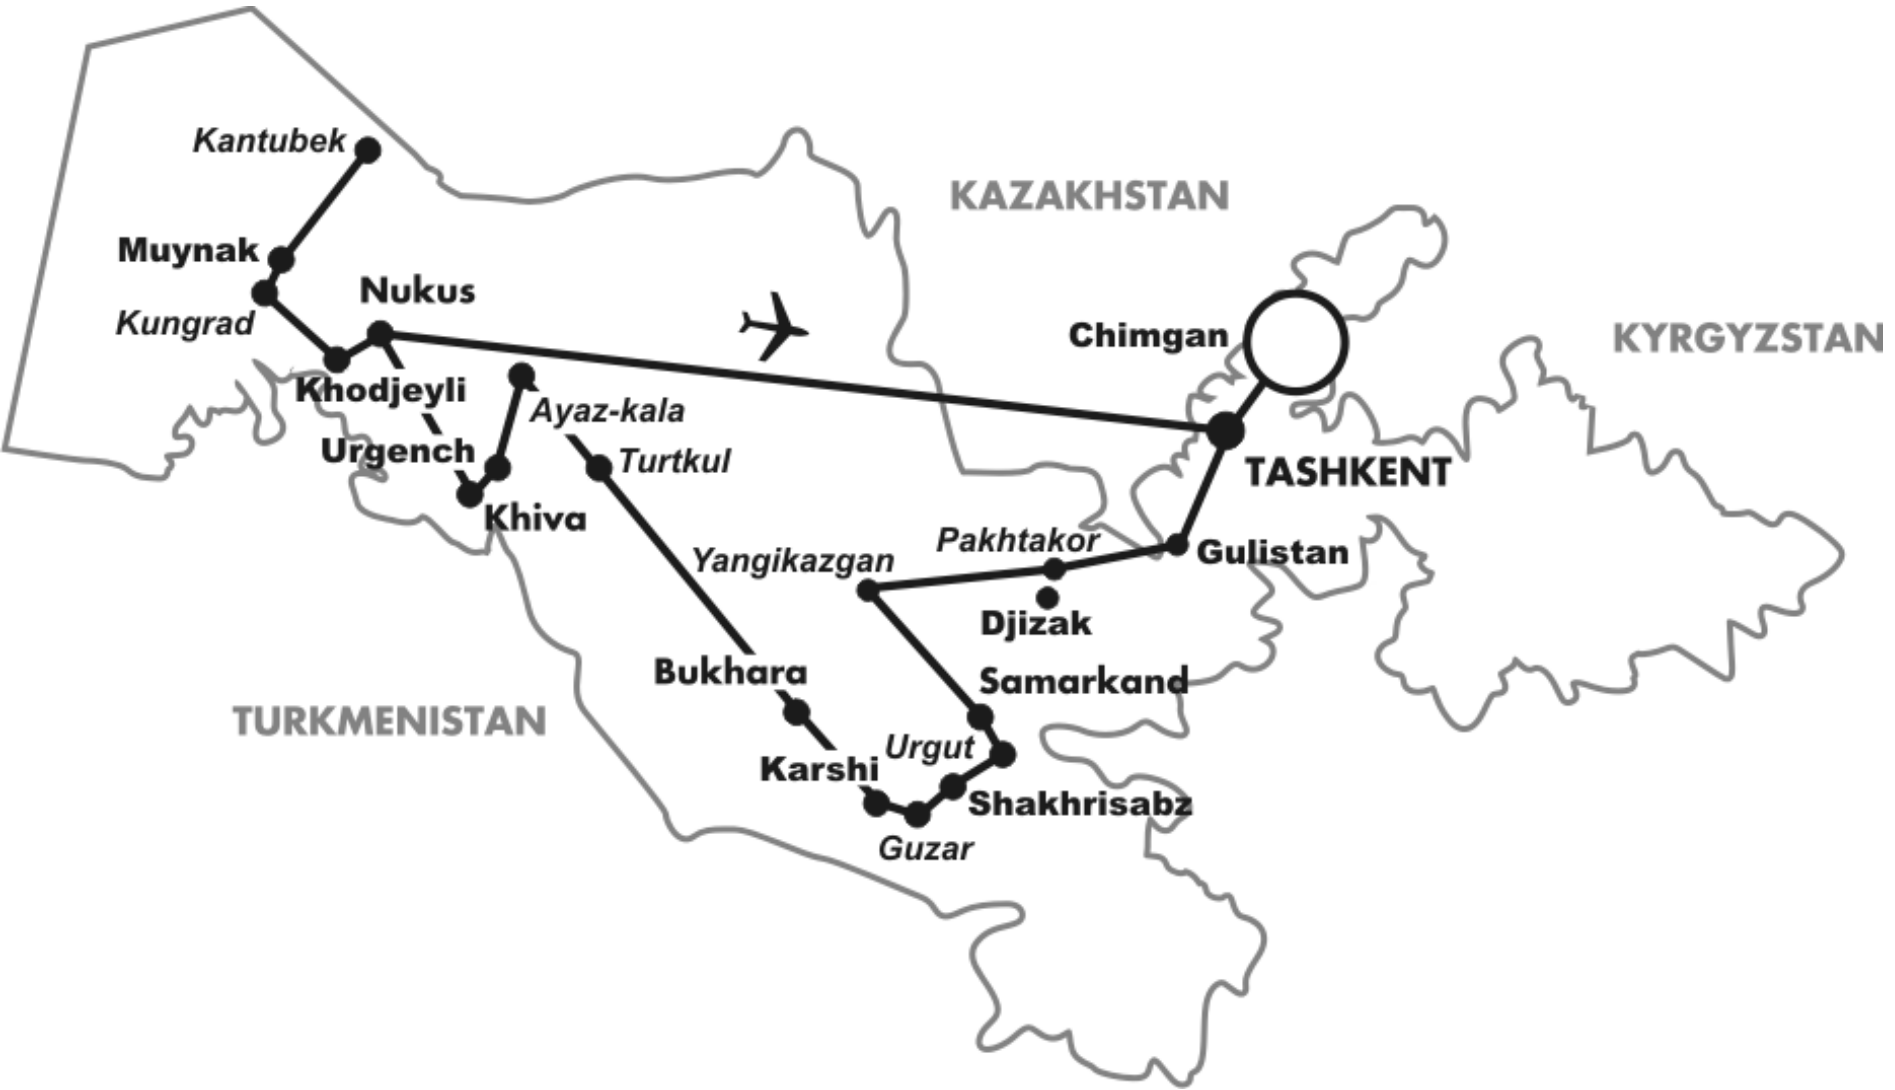 Kantubek
KAZAKHSTAN
Muynak
Nukus
Kungrad
Chimgan
KYRGYZSTAN
Khodjeyli
Ayaz-kala
Urgench
Turtkul
TASHKENT
Khiva
Pakhtakor
Gulistan
Yangikazgan
Djizak
Bukhara
Samarkand
TURKMENISTAN
Urgut
Karshi
Shakhrisabz
Guzar